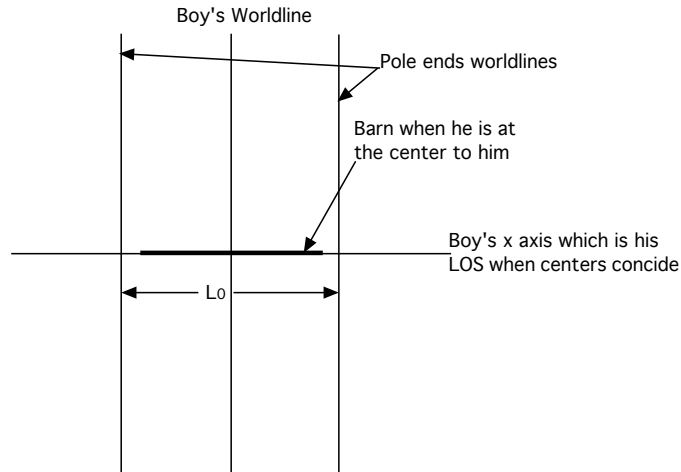 Boy's Worldline
Pole ends worldlines
Barn when he is at
the center to him
Boy's x axis which is his
LOS when centers concide
L0